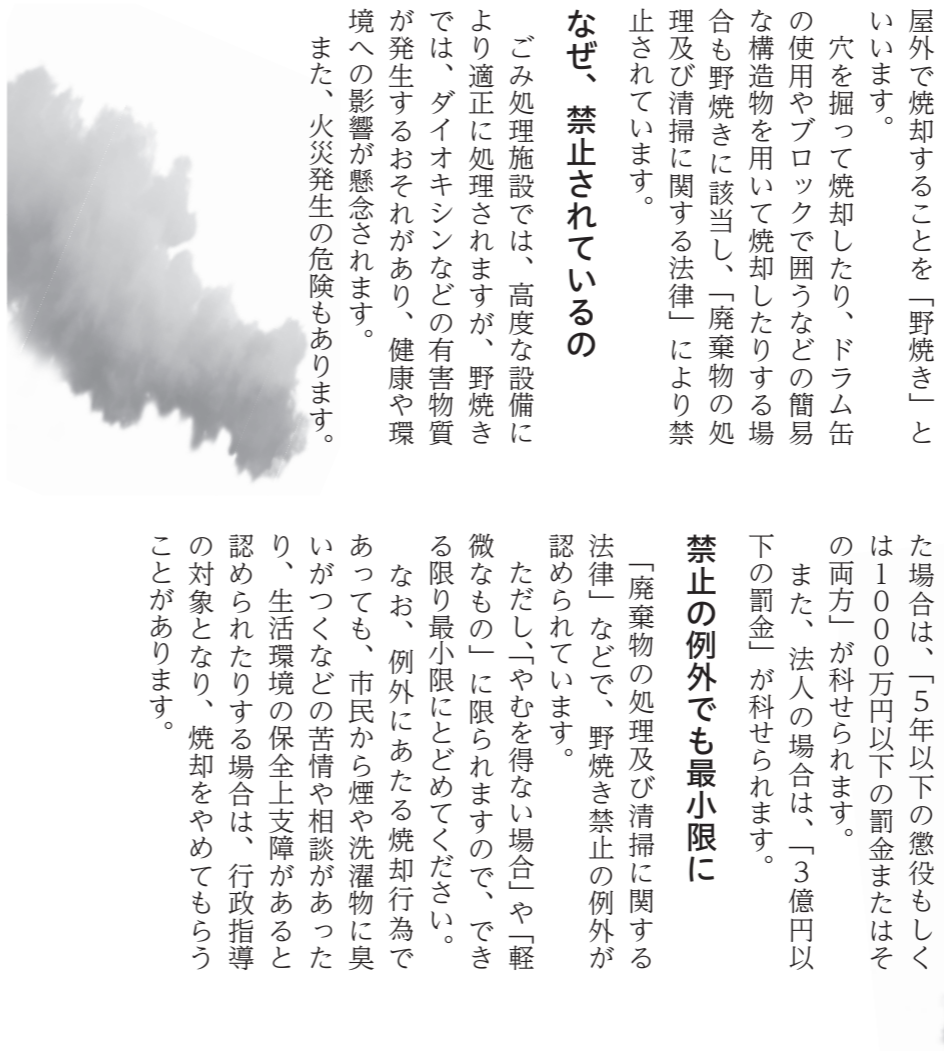 屋外で焼却することを「野焼き」と
いいます。
穴を掘って焼却したり、ドラム缶
の使用やブロックで囲うなどの簡易
な構造物を用いて焼却したりする場
合も野焼きに該当し、「廃棄物の処
理及び清掃に関する法律」により禁
止されています。
なぜ、禁止されているの
ごみ処理施設では、高度な設備に
より適正に処理されますが、野焼き
では、ダイオキシンなどの有害物質
が発生するおそれがあり、健康や環
境への影響が懸念されます。
また、火災発生の危険もあります。
た場合は、「5年以下の懲役もしく
は1000万円以下の罰金またはそ
の両方」が科せられます。
また、法人の場合は、「3億円以
下の罰金」が科せられます。
禁止の例外でも最小限に
「廃棄物の処理及び清掃に関する
法律」などで、野焼き禁止の例外が
認められています。
ただし、「やむを得ない場合」や「軽
微なもの」に限られますので、でき
る限り最小限にとどめてください。
なお、例外にあたる焼却行為で
あっても、市民から煙や洗濯物に臭
いがつくなどの苦情や相談があった
り、生活環境の保全上支障があると
認められたりする場合は、行政指導
の対象となり、焼却をやめてもらう
ことがあります。